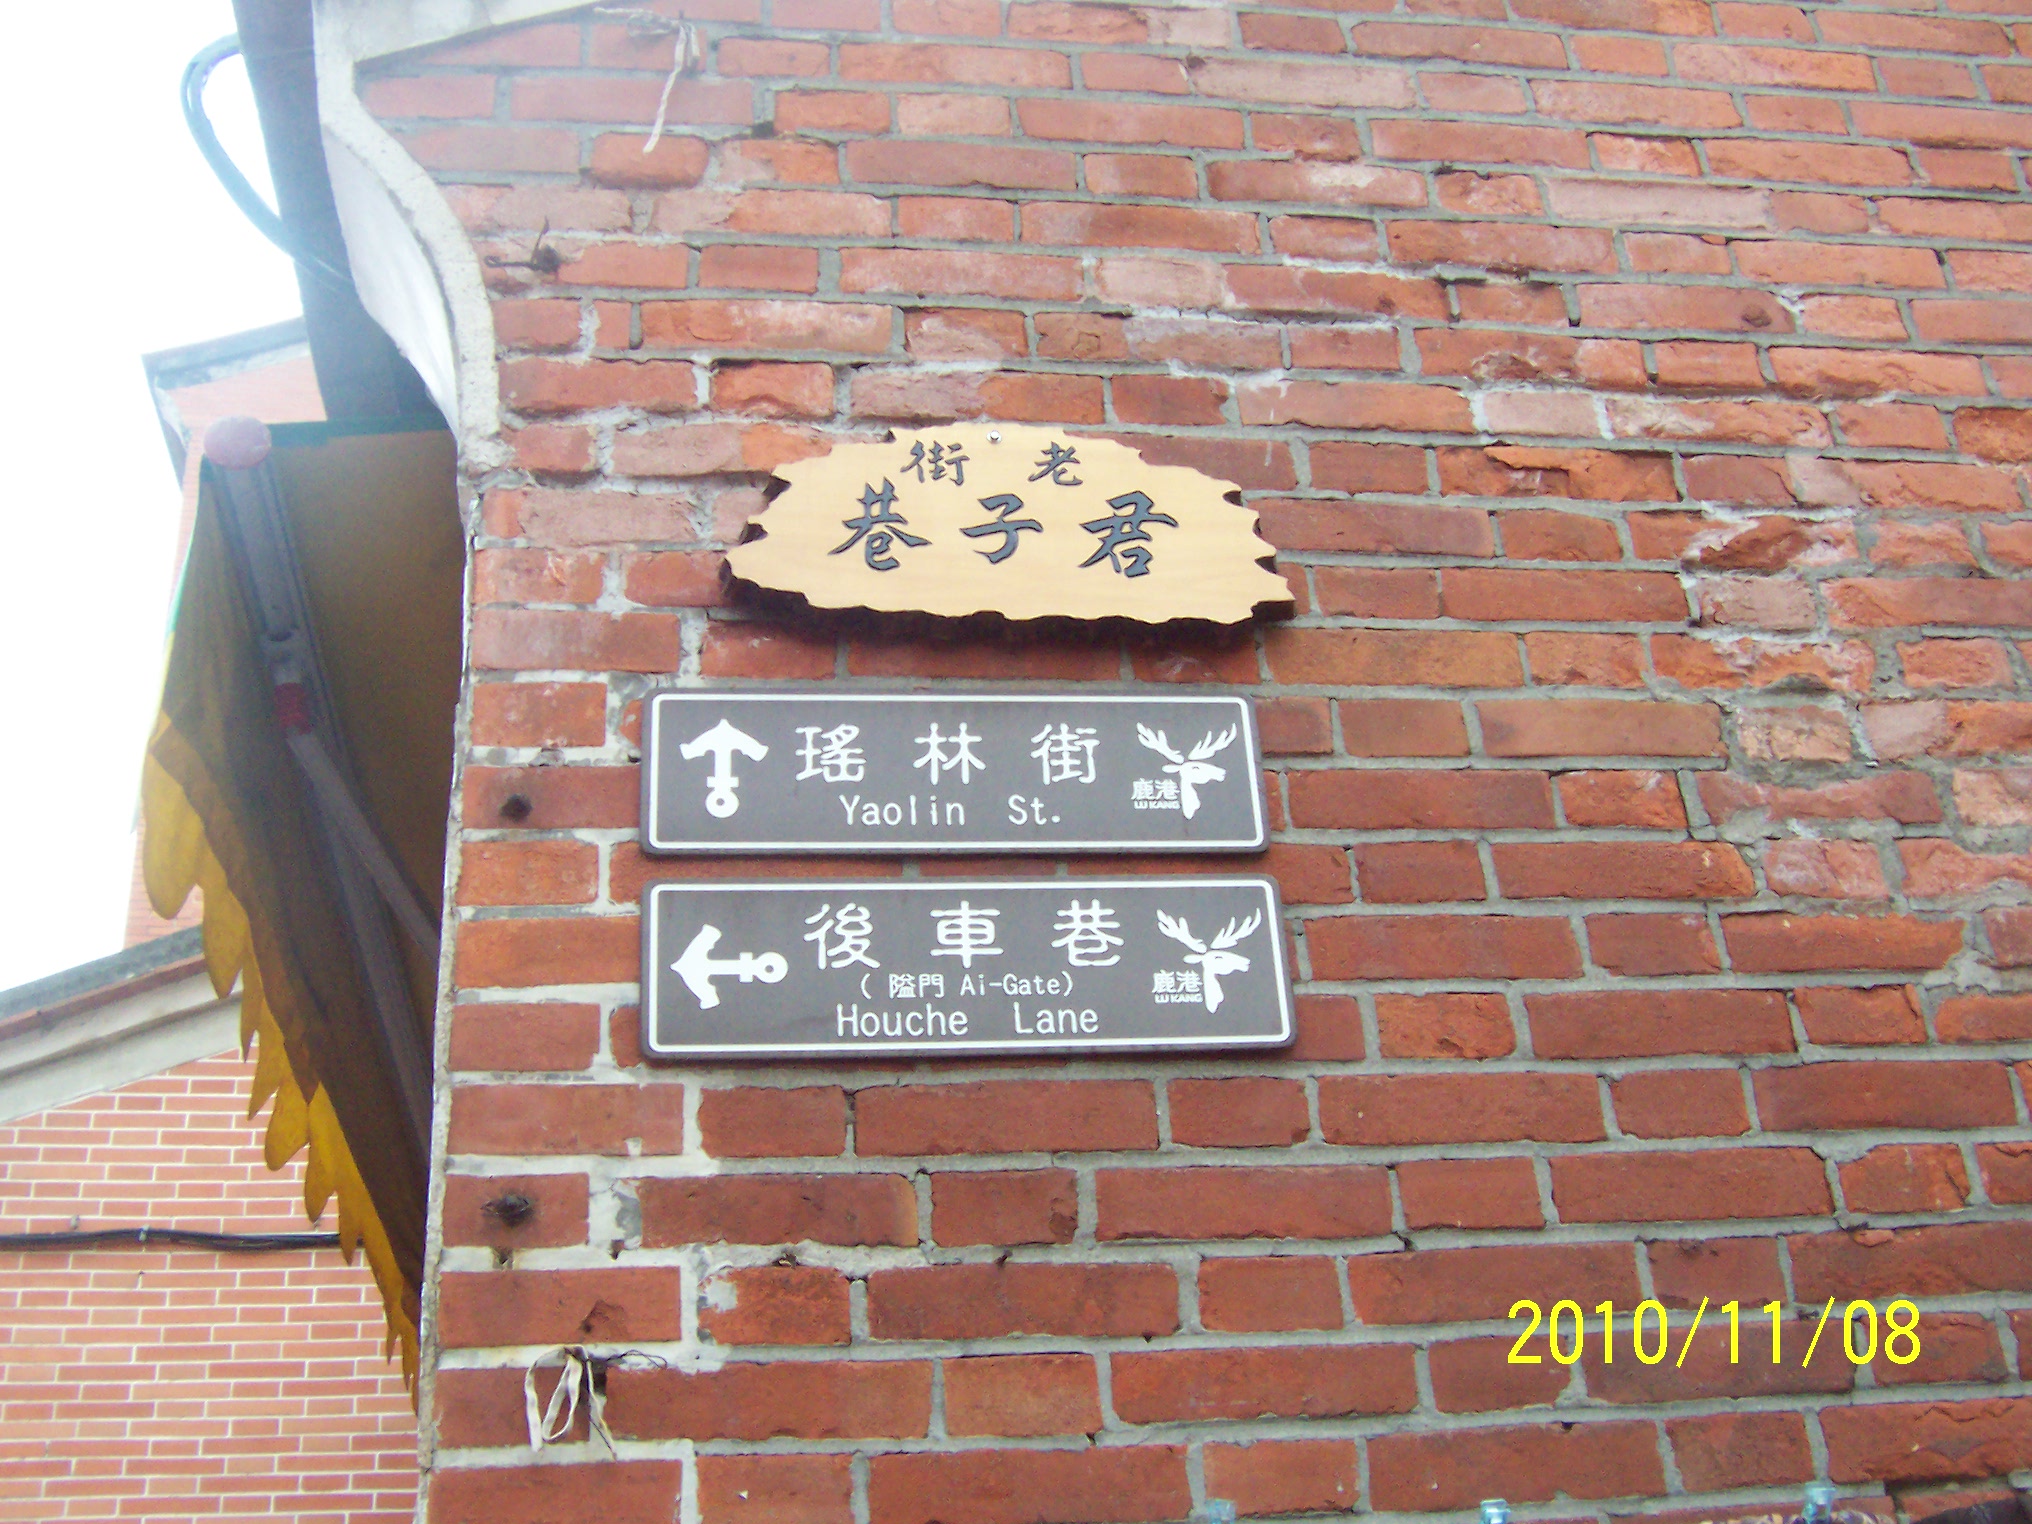 老街
君子巷
瑤林街
Yaolin St.
鹿港
LU KANG
後車巷
(隘門 Ai-Gate)
Houche Lane
鹿港
LU KANG
2010/11/08